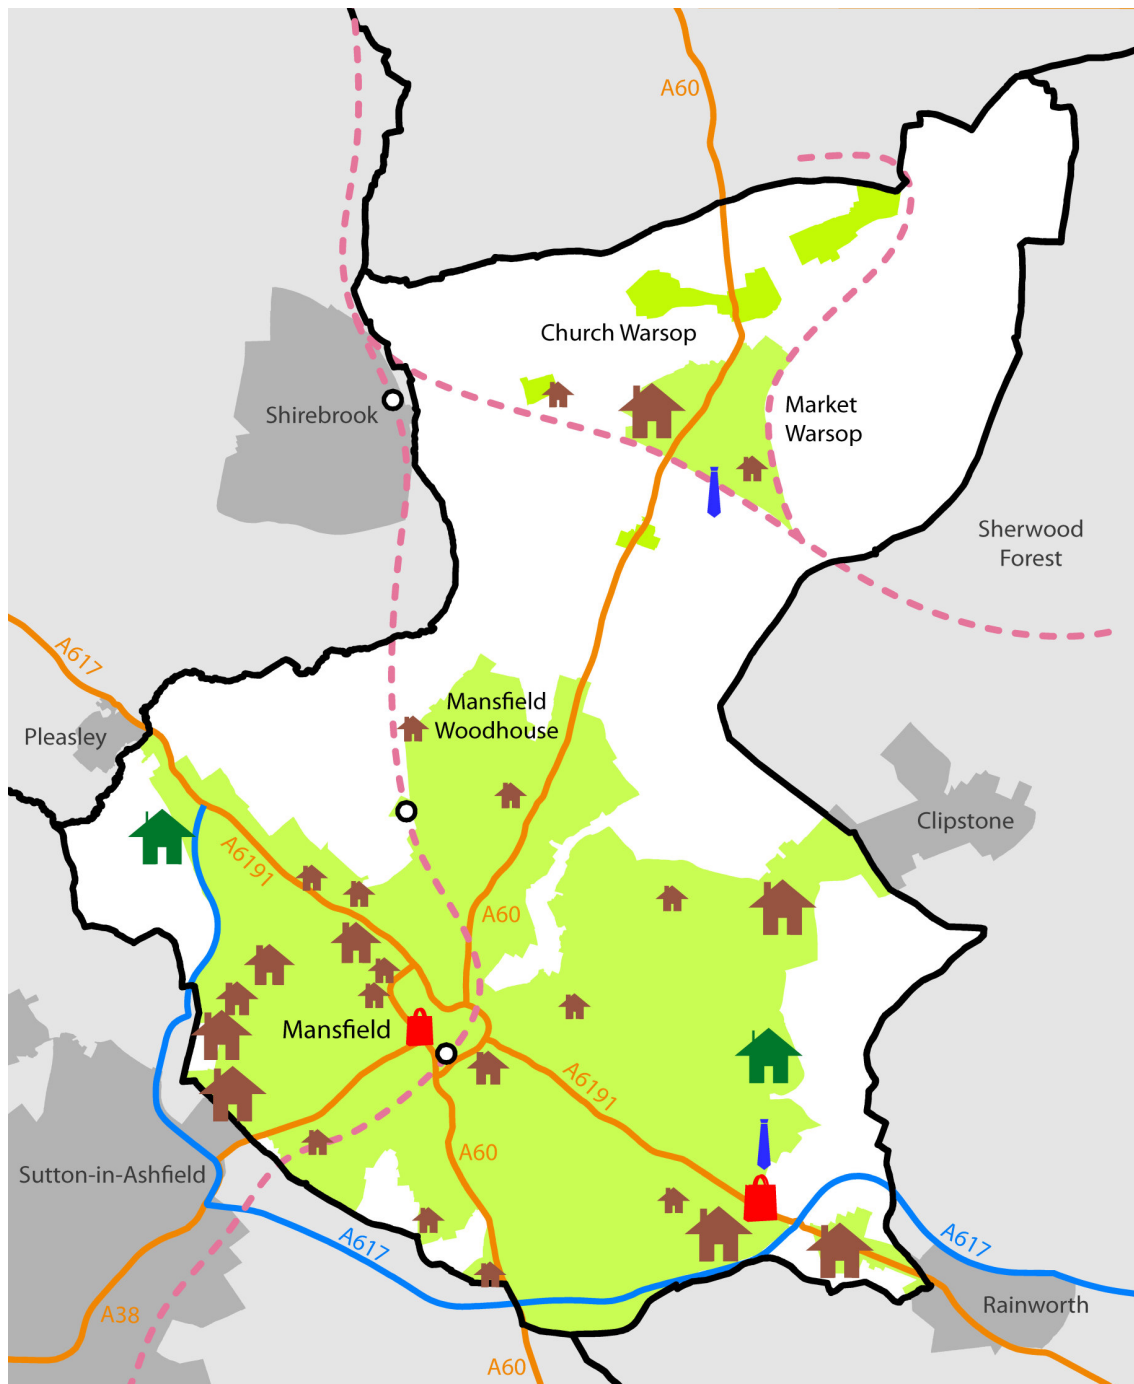 A60
Church Warsop
Shirebrook
Market
Warsop
Sherwood
Forest
A617
Mansfield
Woodhouse
Pleasley
Clipstone
A6191
A60
Mansfield
A6191
A60
Sutton-in-Ashfield
A617
A617
A38
Rainworth
A60